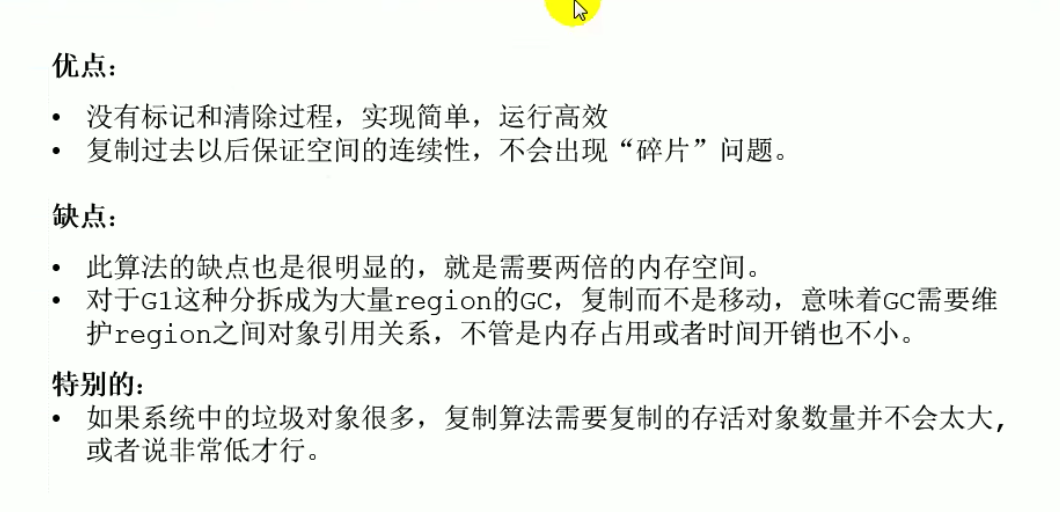 优点：
• 没有标记和清除过程，实现简单，运行高效
• 复制过去以后保证空间的连续性，不会出现“碎片”问题。
缺点：
• 此算法的缺点也是很明显的，就是需要两倍的内存空间。
• 对于G1这种分拆成为大量region的GC，复制而不是移动，意味着GC需要维
护region之间对象引用关系，不管是内存占用或者时间开销也不小。
特别的：
• 如果系统中的垃圾对象很多，复制算法需要复制的存活对象数量并不会太大，
或者说非常低才行。